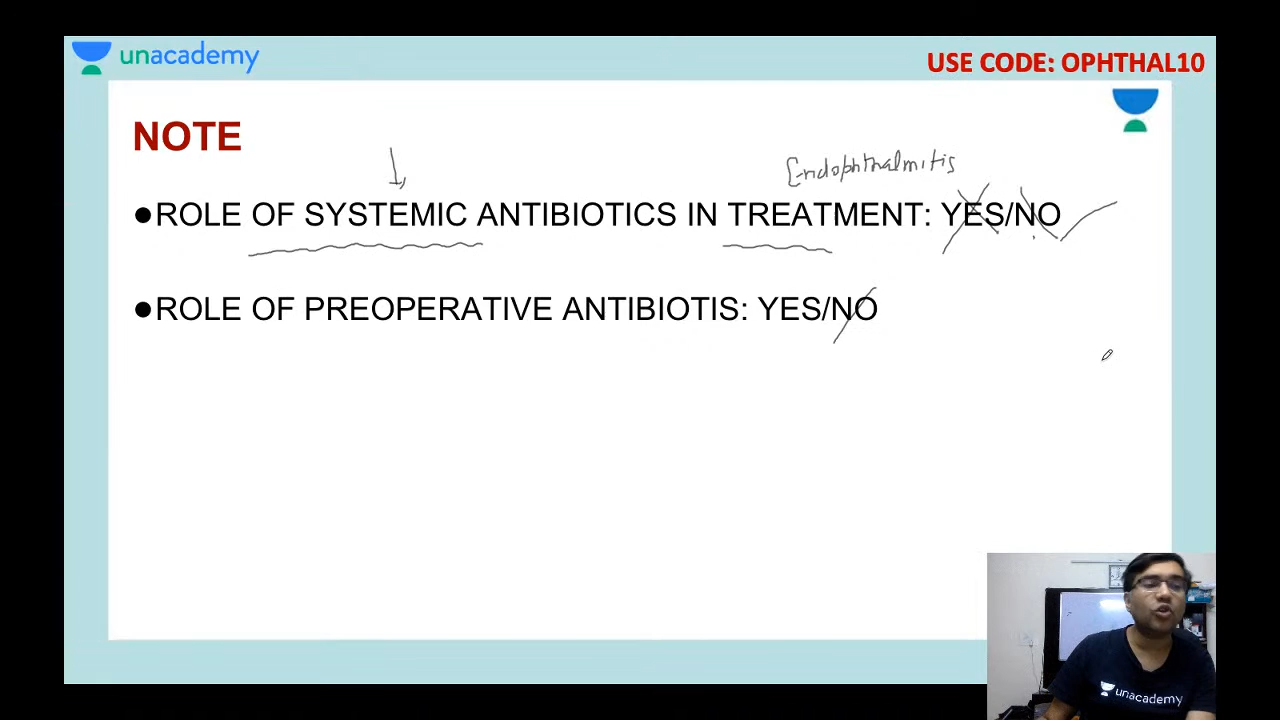 unacademy
USE CODE: OPHTHAL10
NOTE
Endophthalmitis
●ROLE OF SYSTEMIC ANTIBIOTICS IN TREATMENT: YES/NO
●ROLE OF PREOPERATIVE ANTIBIOTIS: YES/NO
unacademy